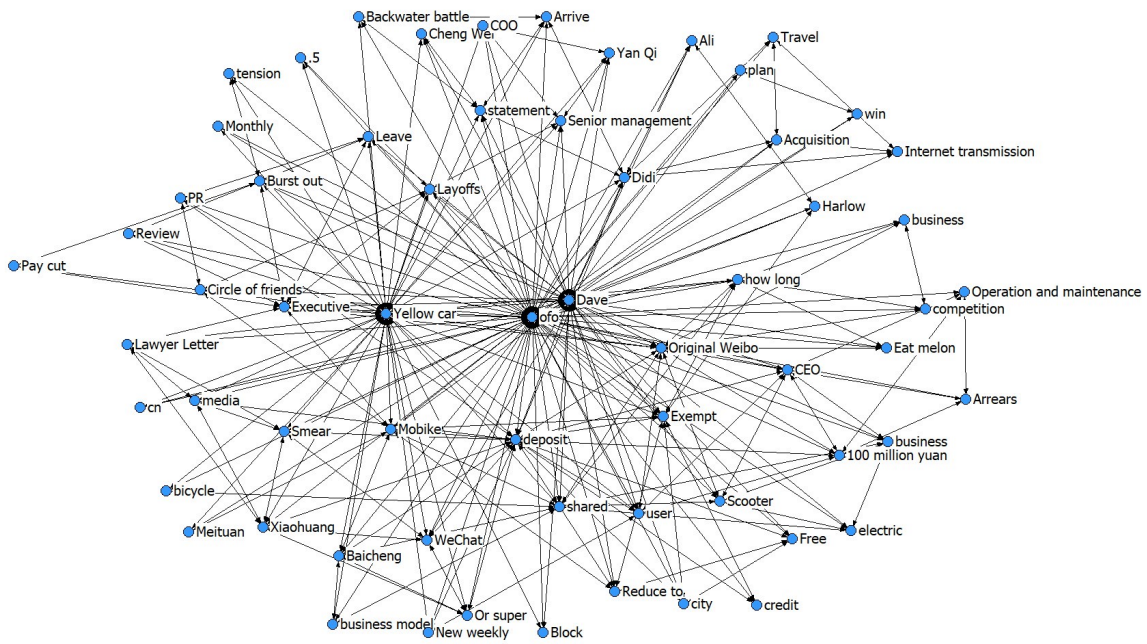 Backwater battle
COO
Arrive
Cheng Wei
Yan Qi
Ali
Travel
.5
tension
plan
statement
Senior management
win
Monthly
Leave
Acquisition
Internet transmission
Burst out
Layoffs
Didi
PR
Harlow
business
Review
Pay cut
Circle of friends
Executive
how long
Operation and maintenance
Yellow car
ofo
Dave
competition
Lawyer Letter
Original Weibo
Eat melon
CEO
cn
media
Arrears
Smear
Mobike
deposit
Exempt
business
100 million yuan
bicycle
Meituan
Xiaohuang
shared
user
Scooter
electric
WeChat
Free
Baicheng
Reduce to
city
credit
business model
Or super
New weekly
Block